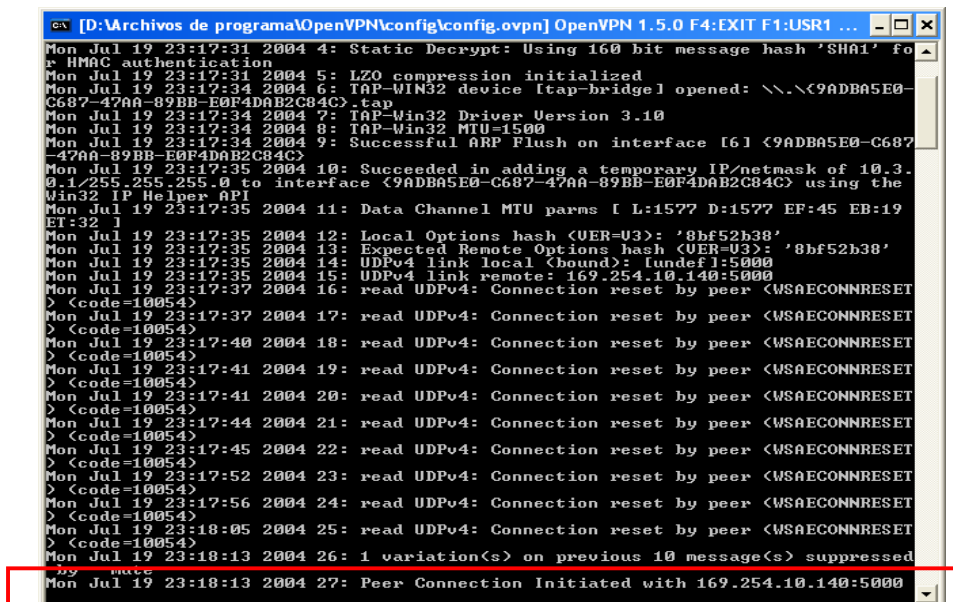 [D:\Archivos de programa\OpenVPN\config\config.ovpn] OpenVPN 1.5.0 F4:EXIT F1:USR1 ...
Mon Jul 19 23:17:31 2004 4: Static Decrypt: Using 160 bit message hash 'SHA1' fo
r HMAC authentication
Mon Jul 19 23:17:31 2004 5: LZO compression initialized
Mon Jul 19 23:17:34 2004 6: TAP-WIN32 device [tap-bridge] opened: \\.\{9ADBA5E0-
C687-47AA-89BB-E0F4DAB2C84C}.tap
Mon Jul 19 23:17:34 2004 7: TAP-Win32 Driver Version 3.10
Mon Jul 19 23:17:34 2004 8: TAP-Win32 MTU=1500
Mon Jul 19 23:17:34 2004 9: Successful ARP Flush on interface [6] {9ADBA5E0-C687
-47AA-89BB-E0F4DAB2C84C}
Mon Jul 19 23:17:35 2004 10: Succeeded in adding a temporary IP/netmask of 10.3.
0.1/255.255.255.0 to interface {9ADBA5E0-C687-47AA-89BB-E0F4DAB2C84C} using the
Win32 IP Helper API
Mon Jul 19 23:17:35 2004 11: Data Channel MTU parms [ L:1577 D:1577 EF:45 EB:19
ET:32 ]
Mon Jul 19 23:17:35 2004 12: Local Options hash (VER=V3): '8bf52b38'
Mon Jul 19 23:17:35 2004 13: Expected Remote Options hash (VER=V3): '8bf52b38'
Mon Jul 19 23:17:35 2004 14: UDPv4 link local (bound): [undef]:5000
Mon Jul 19 23:17:35 2004 15: UDPv4 link remote: 169.254.10.140:5000
Mon Jul 19 23:17:37 2004 16: read UDPv4: Connection reset by peer (WSAECONNRESET
) (code=10054)
Mon Jul 19 23:17:37 2004 17: read UDPv4: Connection reset by peer (WSAECONNRESET
) (code=10054)
Mon Jul 19 23:17:40 2004 18: read UDPv4: Connection reset by peer (WSAECONNRESET
) (code=10054)
Mon Jul 19 23:17:41 2004 19: read UDPv4: Connection reset by peer (WSAECONNRESET
) (code=10054)
Mon Jul 19 23:17:41 2004 20: read UDPv4: Connection reset by peer (WSAECONNRESET
) (code=10054)
Mon Jul 19 23:17:44 2004 21: read UDPv4: Connection reset by peer (WSAECONNRESET
) (code=10054)
Mon Jul 19 23:17:45 2004 22: read UDPv4: Connection reset by peer (WSAECONNRESET
) (code=10054)
Mon Jul 19 23:17:52 2004 23: read UDPv4: Connection reset by peer (WSAECONNRESET
) (code=10054)
Mon Jul 19 23:17:56 2004 24: read UDPv4: Connection reset by peer (WSAECONNRESET
) (code=10054)
Mon Jul 19 23:18:05 2004 25: read UDPv4: Connection reset by peer (WSAECONNRESET
) (code=10054)
Mon Jul 19 23:18:13 2004 26: 1 variation(s) on previous 10 message(s) suppressed
by --mute
Mon Jul 19 23:18:13 2004 27: Peer Connection Initiated with 169.254.10.140:5000